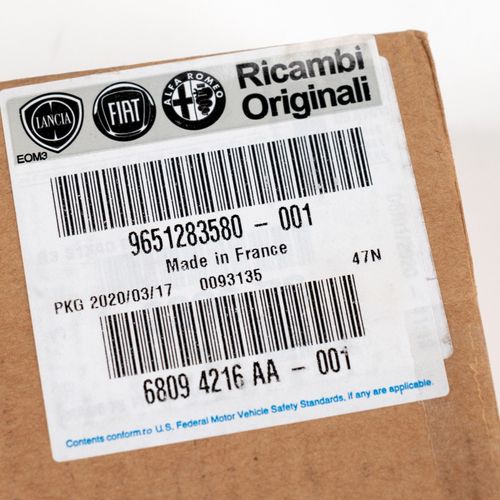 LANCIA
FIAT
ALFA ROMEO
Ricambi
Originali
EOM3
9651283580 - 001
Made in France
PKG 2020/03/17 0093135 47N
6809 4216 AA - 001
Contents conform to U.S. Federal Motor Vehicle Safety Standards, if any are applicable.